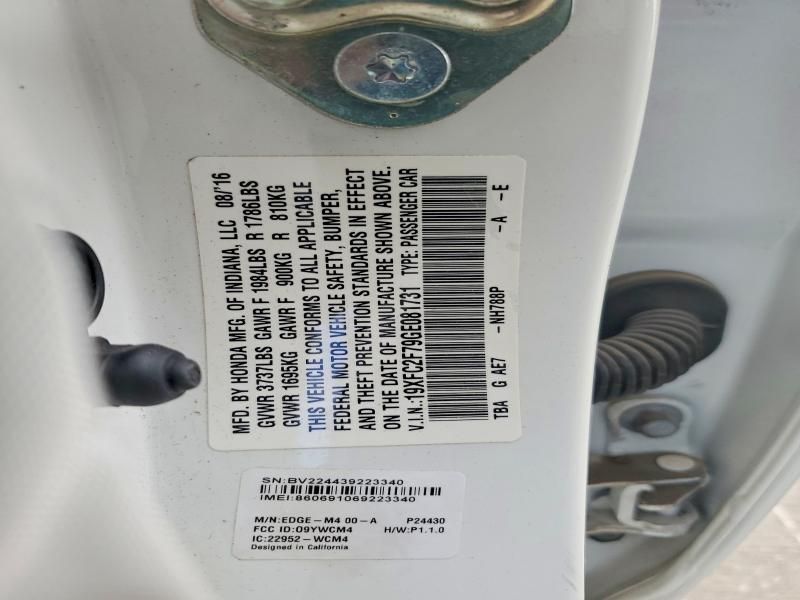 MFD. BY HONDA MFG. OF INDIANA, LLC 08/'16
GVWR 3737LBS GAWR F 1984LBS R 1786LBS
GVWR 1695KG GAWR F 900KG R 810KG
THIS VEHICLE CONFORMS TO ALL APPLICABLE
FEDERAL MOTOR VEHICLE SAFETY, BUMPER,
AND THEFT PREVENTION STANDARDS IN EFFECT
ON THE DATE OF MANUFACTURE SHOWN ABOVE.
V.I.N.:19XFC2F79GE081731 TYPE: PASSENGER CAR
TBA G AE7 -NH788P -A -E
SN:BV224439223340
IMEI:860691069223340
M/N:EDGE-M4 00-A P24430
FCC ID:O9YWCM4 H/W:P1.1.0
IC:22952-WCM4
Designed in California